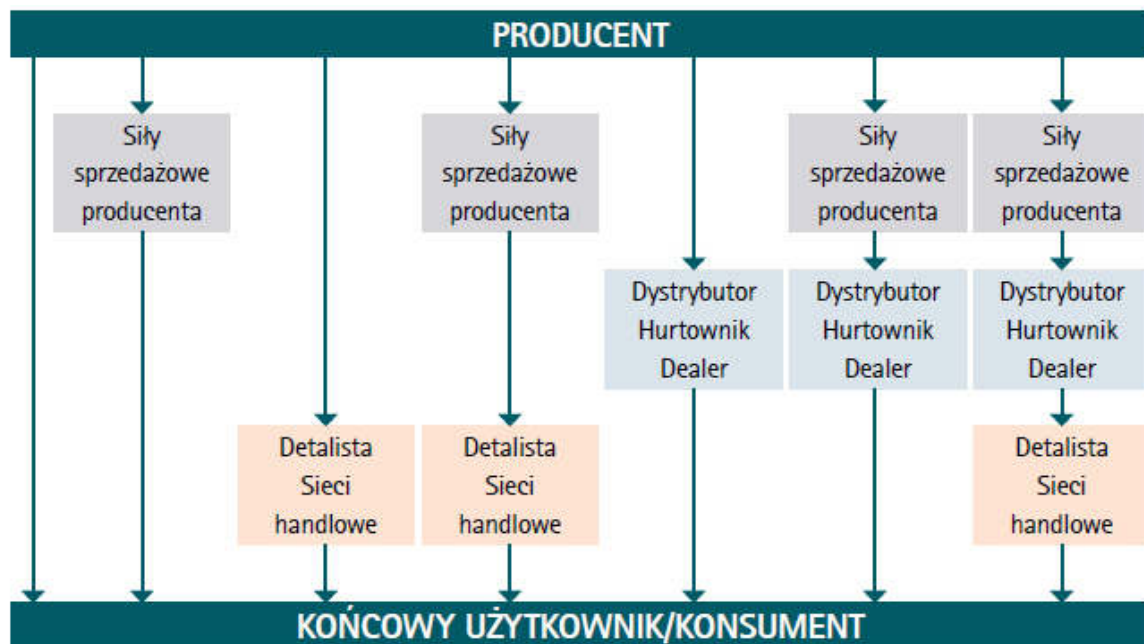 PRODUCENT
Siły
sprzedażowe
producenta
Siły
sprzedażowe
producenta
Siły
sprzedażowe
producenta
Siły
sprzedażowe
producenta
Dystrybutor
Hurtownik
Dealer
Dystrybutor
Hurtownik
Dealer
Dystrybutor
Hurtownik
Dealer
Detalista
Sieci
handlowe
Detalista
Sieci
handlowe
Detalista
Sieci
handlowe
KOŃCOWY UŻYTKOWNIK/KONSUMENT